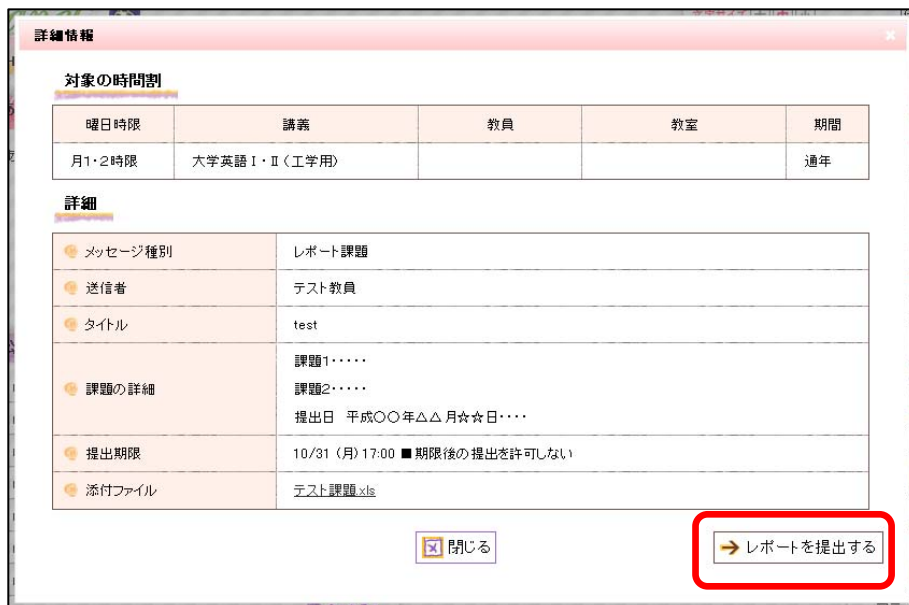 詳細情報
対象の時間割
曜日時限 講義 教員 教室 期間
月1・2時限 大学英語Ⅰ・Ⅱ(工学用) 通年
詳細
メッセージ種別 レポート課題
送信者 テスト教員
タイトル test
課題の詳細
課題1・・・・・
課題2・・・・・
提出日 平成〇〇年△△月☆☆日・・・・
提出期限 10/31 (月) 17:00 ■期限後の提出を許可しない
添付ファイル テスト課題.xls
閉じる
レポートを提出する